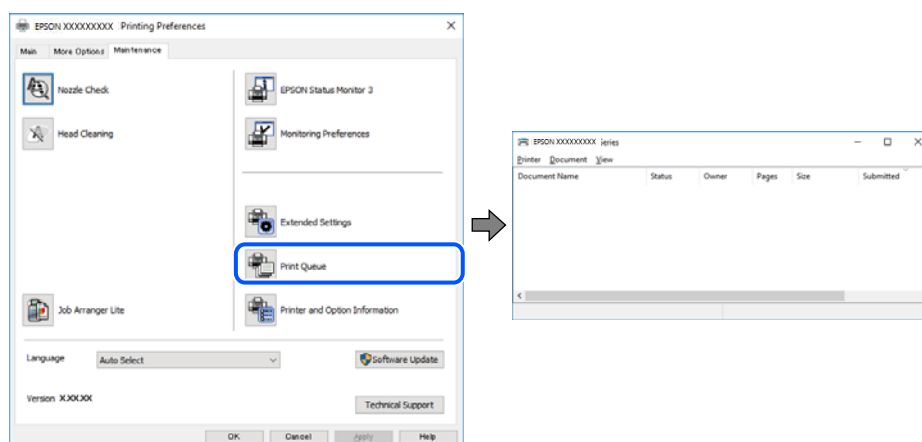 EPSON XXXXXXXXX Printing Preferences
Main More Options Maintenance
Nozzle Check
EPSON Status Monitor 3
Head Cleaning
Monitoring Preferences
Extended Settings
Print Queue
Job Arranger Lite
Printer and Option Information
Language Auto Select
Software Update
Version X.XX.XX
Technical Support
OK Cancel Apply Help
EPSON XXXXXXXXX eries
Printer Document View
Document Name Status Owner Pages Size Submitted